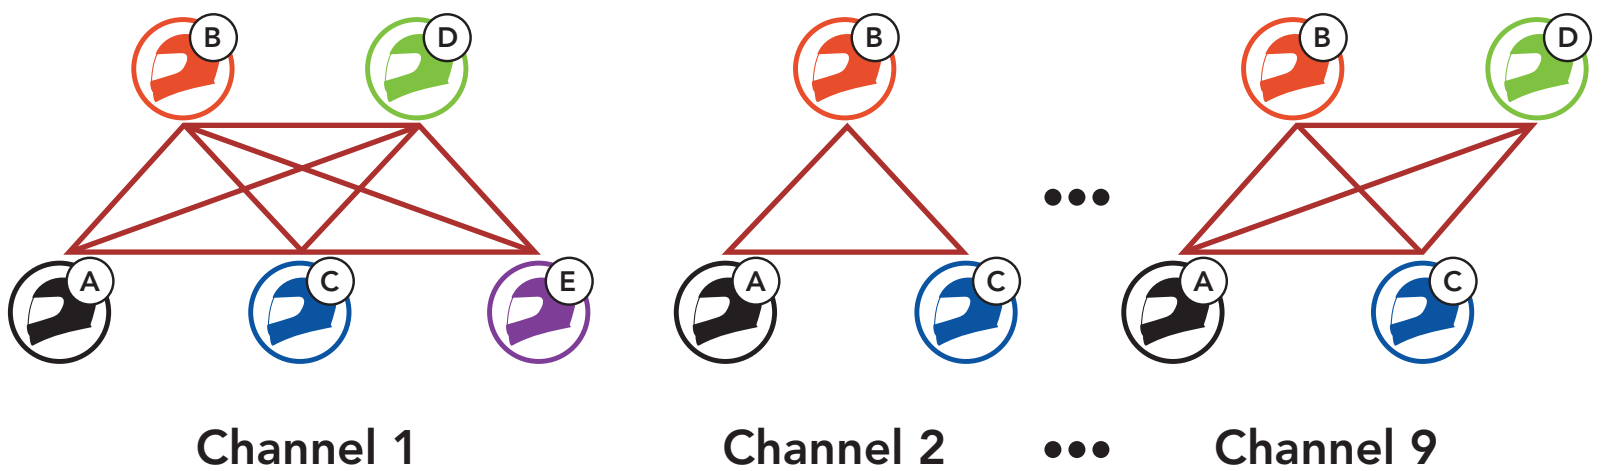 B D B B D
A C E A C A C
Channel 1 Channel 2 ••• Channel 9